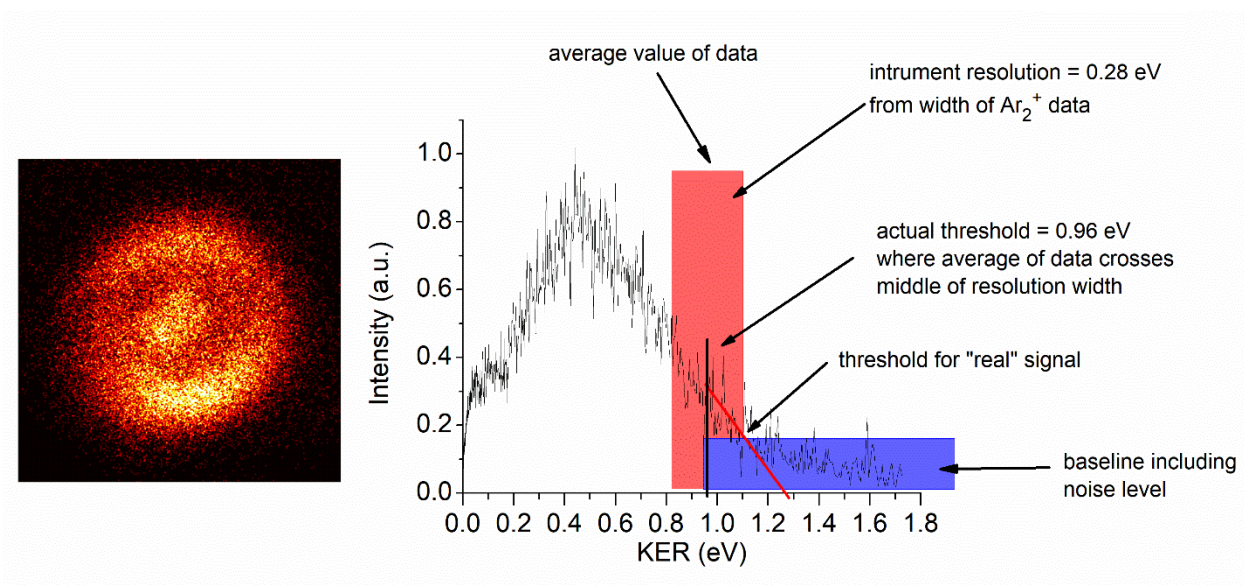 average value of data
intrument resolution = 0.28 eV
from width of Ar₂⁺ data
actual threshold = 0.96 eV
where average of data crosses
middle of resolution width
threshold for "real" signal
baseline including
noise level
Intensity (a.u.)
1.0
0.8
0.6
0.4
0.2
0.0
0.0 0.2 0.4 0.6 0.8 1.0 1.2 1.4 1.6 1.8
KER (eV)